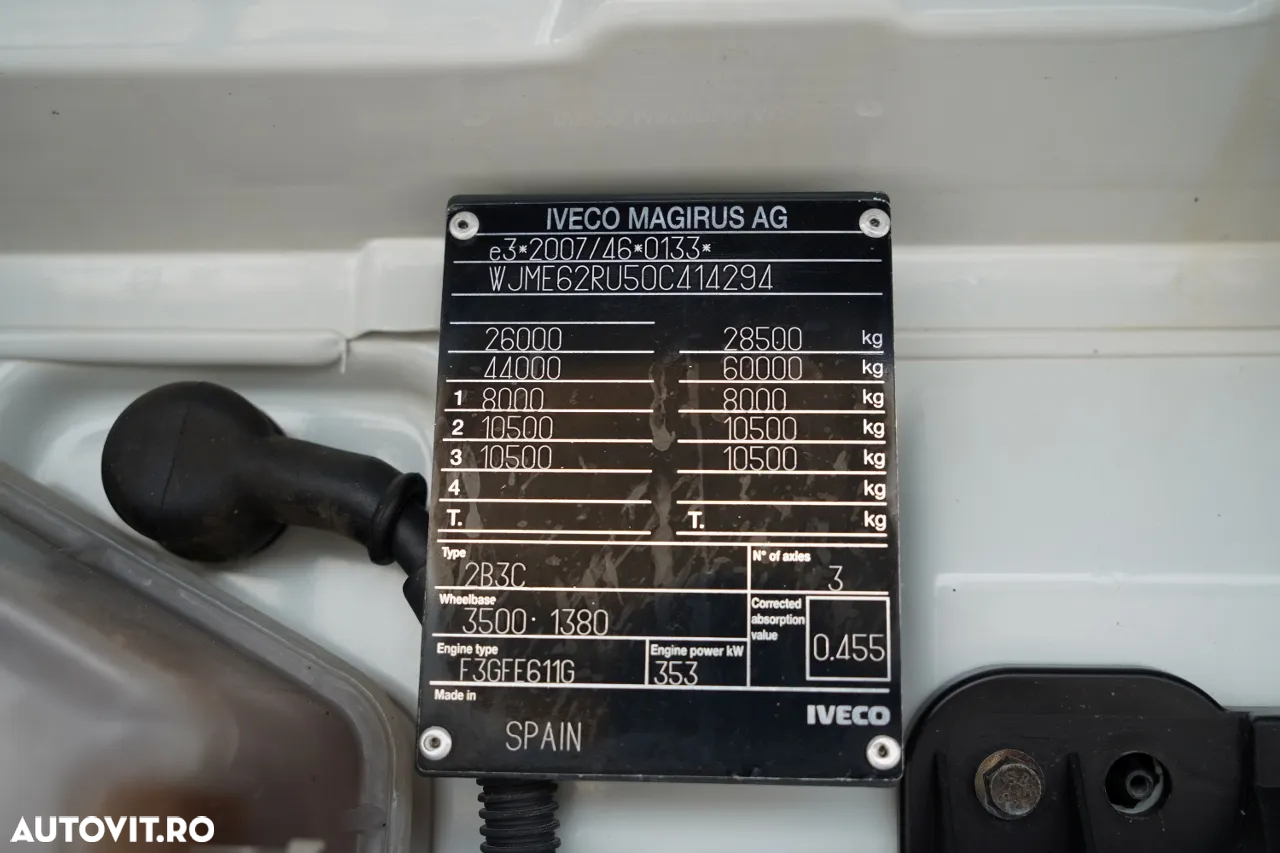 IVECO MAGIRUS AG
e3*2007/46*0133*
WJME62RU50C414294
26000 28500 kg
44000 60000 kg
1 8000 8000 kg
2 10500 10500 kg
3 10500 10500 kg
4 kg
T. T. kg
Type 2B3C
N° of axles 3
Wheelbase 3500· 1380
Corrected absorption value 0.455
Engine type F3GFE611G
Engine power kW 353
Made in SPAIN
IVECO
AUTOVIT.RO